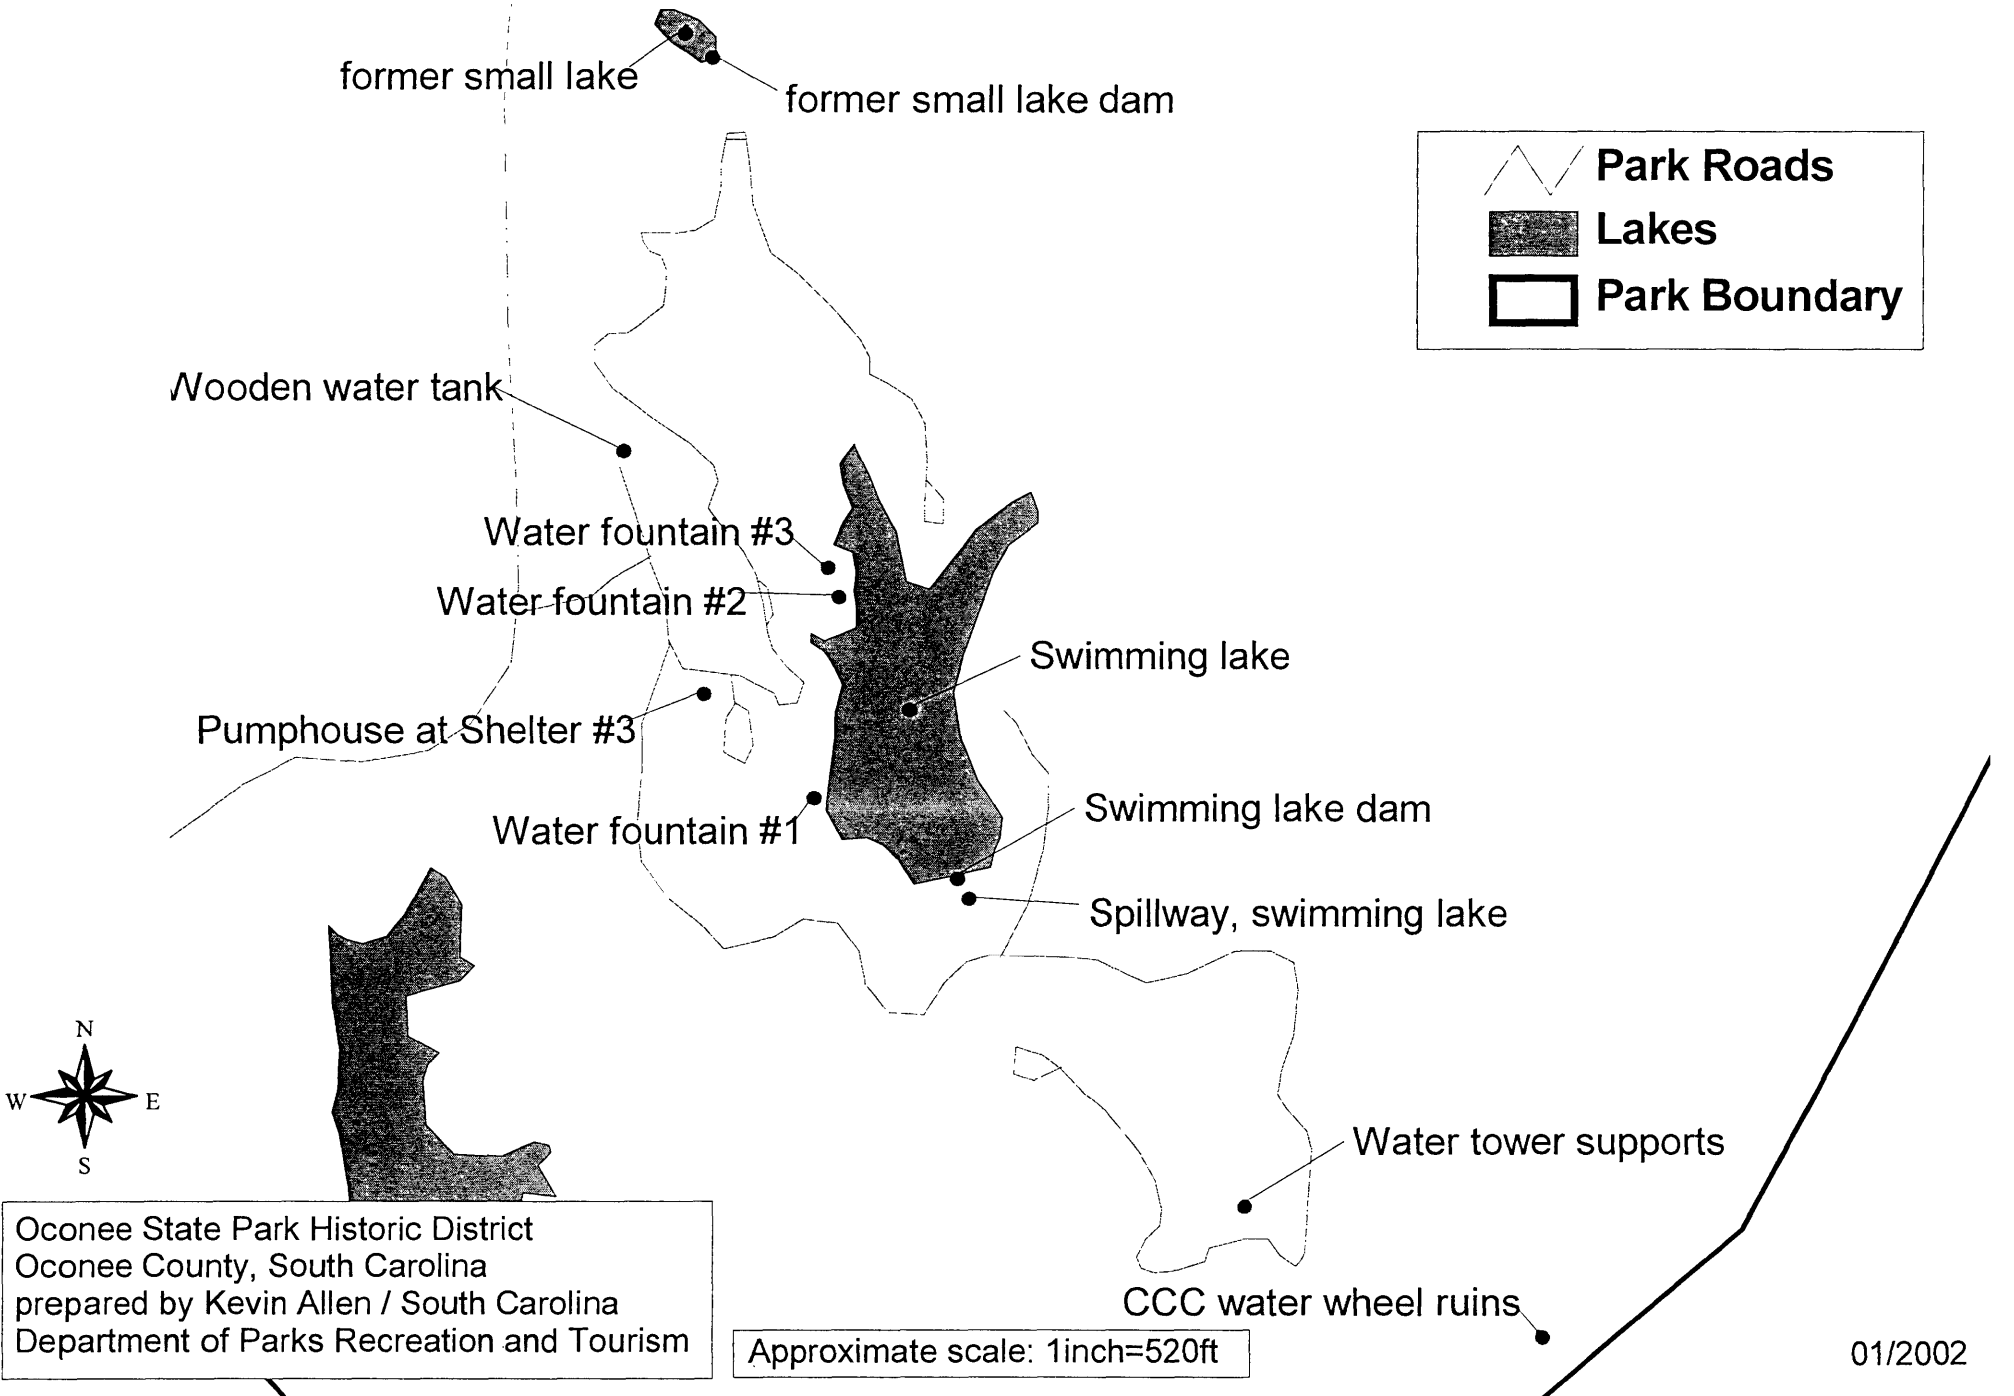 former small lake
former small lake dam
Park Roads
Lakes
Park Boundary
Wooden water tank
Water fountain #3
Water fountain #2
Swimming lake
Pumphouse at Shelter #3
Swimming lake dam
Water fountain #1
Spillway, swimming lake
N
W E
S
Water tower supports
Oconee State Park Historic District
Oconee County, South Carolina
prepared by Kevin Allen / South Carolina
Department of Parks Recreation and Tourism
CCC water wheel ruins
Approximate scale: 1inch=520ft
01/2002